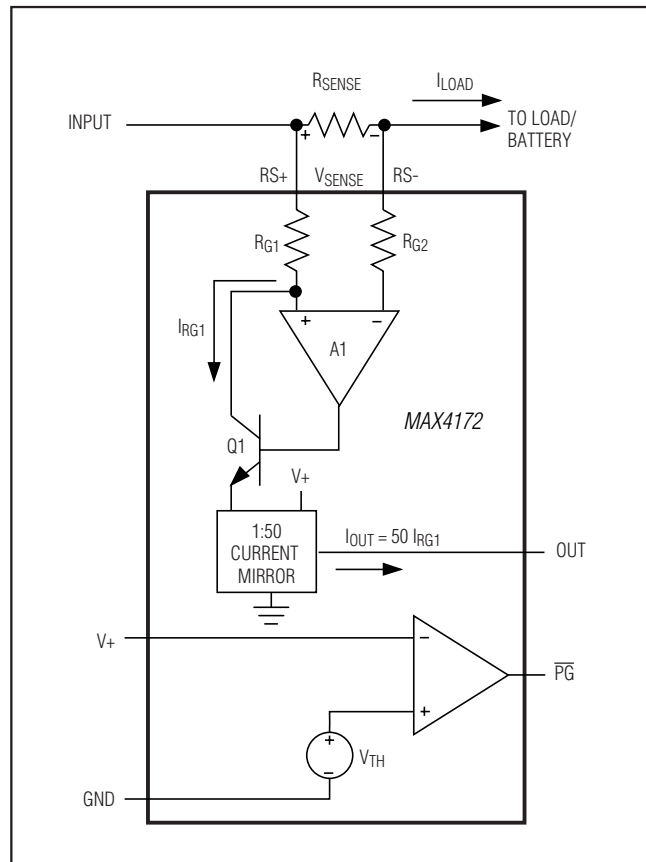 RSENSE
ILOAD
INPUT
+
-
TO LOAD/
BATTERY
RS+
VSENSE
RS-
RG1
RG2
IRG1
+
-
A1
MAX4172
Q1
V+
1:50
CURRENT
MIRROR
IOUT = 50 IRG1
OUT
V+
-
PG
+
+
-
VTH
GND